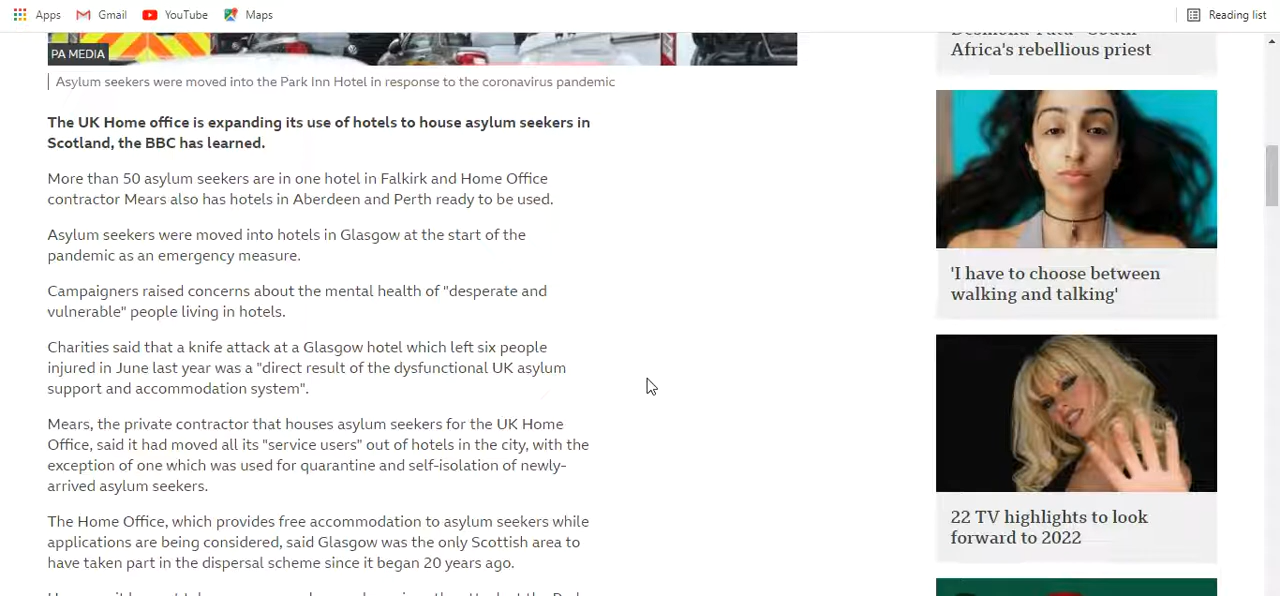 Apps Gmail YouTube Maps Reading list
PA MEDIA
Asylum seekers were moved into the Park Inn Hotel in response to the coronavirus pandemic
The UK Home office is expanding its use of hotels to house asylum seekers in
Scotland, the BBC has learned.
More than 50 asylum seekers are in one hotel in Falkirk and Home Office
contractor Mears also has hotels in Aberdeen and Perth ready to be used.
Asylum seekers were moved into hotels in Glasgow at the start of the
pandemic as an emergency measure.
Campaigners raised concerns about the mental health of "desperate and
vulnerable" people living in hotels.
Charities said that a knife attack at a Glasgow hotel which left six people
injured in June last year was a "direct result of the dysfunctional UK asylum
support and accommodation system".
Mears, the private contractor that houses asylum seekers for the UK Home
Office, said it had moved all its "service users" out of hotels in the city, with the
exception of one which was used for quarantine and self-isolation of newly-
arrived asylum seekers.
The Home Office, which provides free accommodation to asylum seekers while
applications are being considered, said Glasgow was the only Scottish area to
have taken part in the dispersal scheme since it began 20 years ago.
Africa's rebellious priest
'I have to choose between
walking and talking'
22 TV highlights to look
forward to 2022